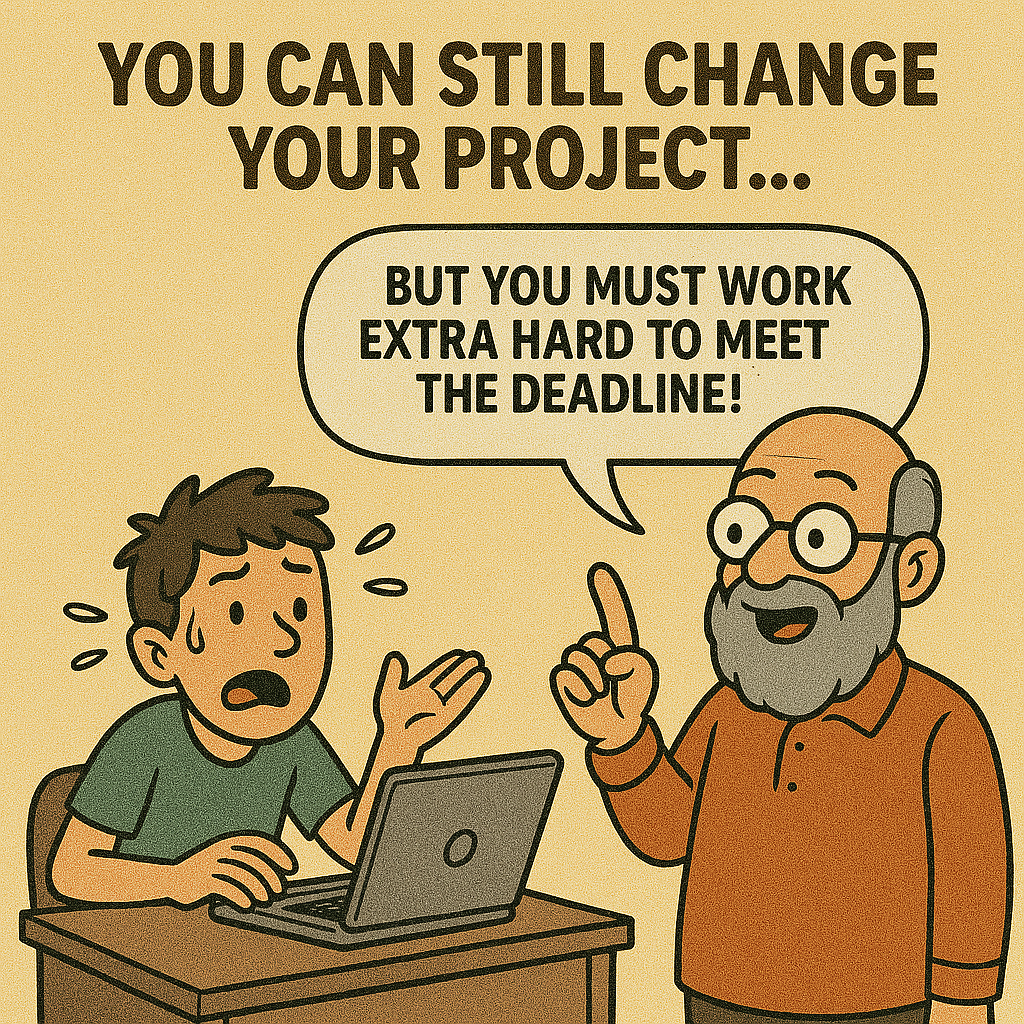 YOU CAN STILL CHANGE
YOUR PROJECT...
BUT YOU MUST WORK
EXTRA HARD TO MEET
THE DEADLINE!